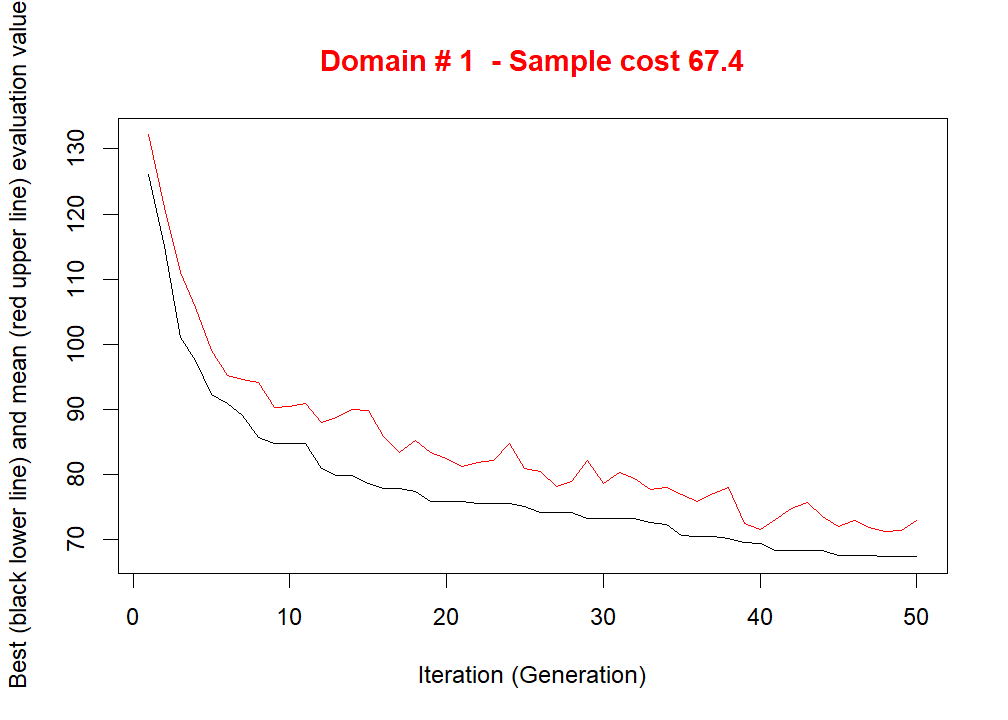 Domain # 1  - Sample cost 67.4
Best (black lower line) and mean (red upper line) evaluation value
130
120
110
100
90
80
70
0 10 20 30 40 50
Iteration (Generation)